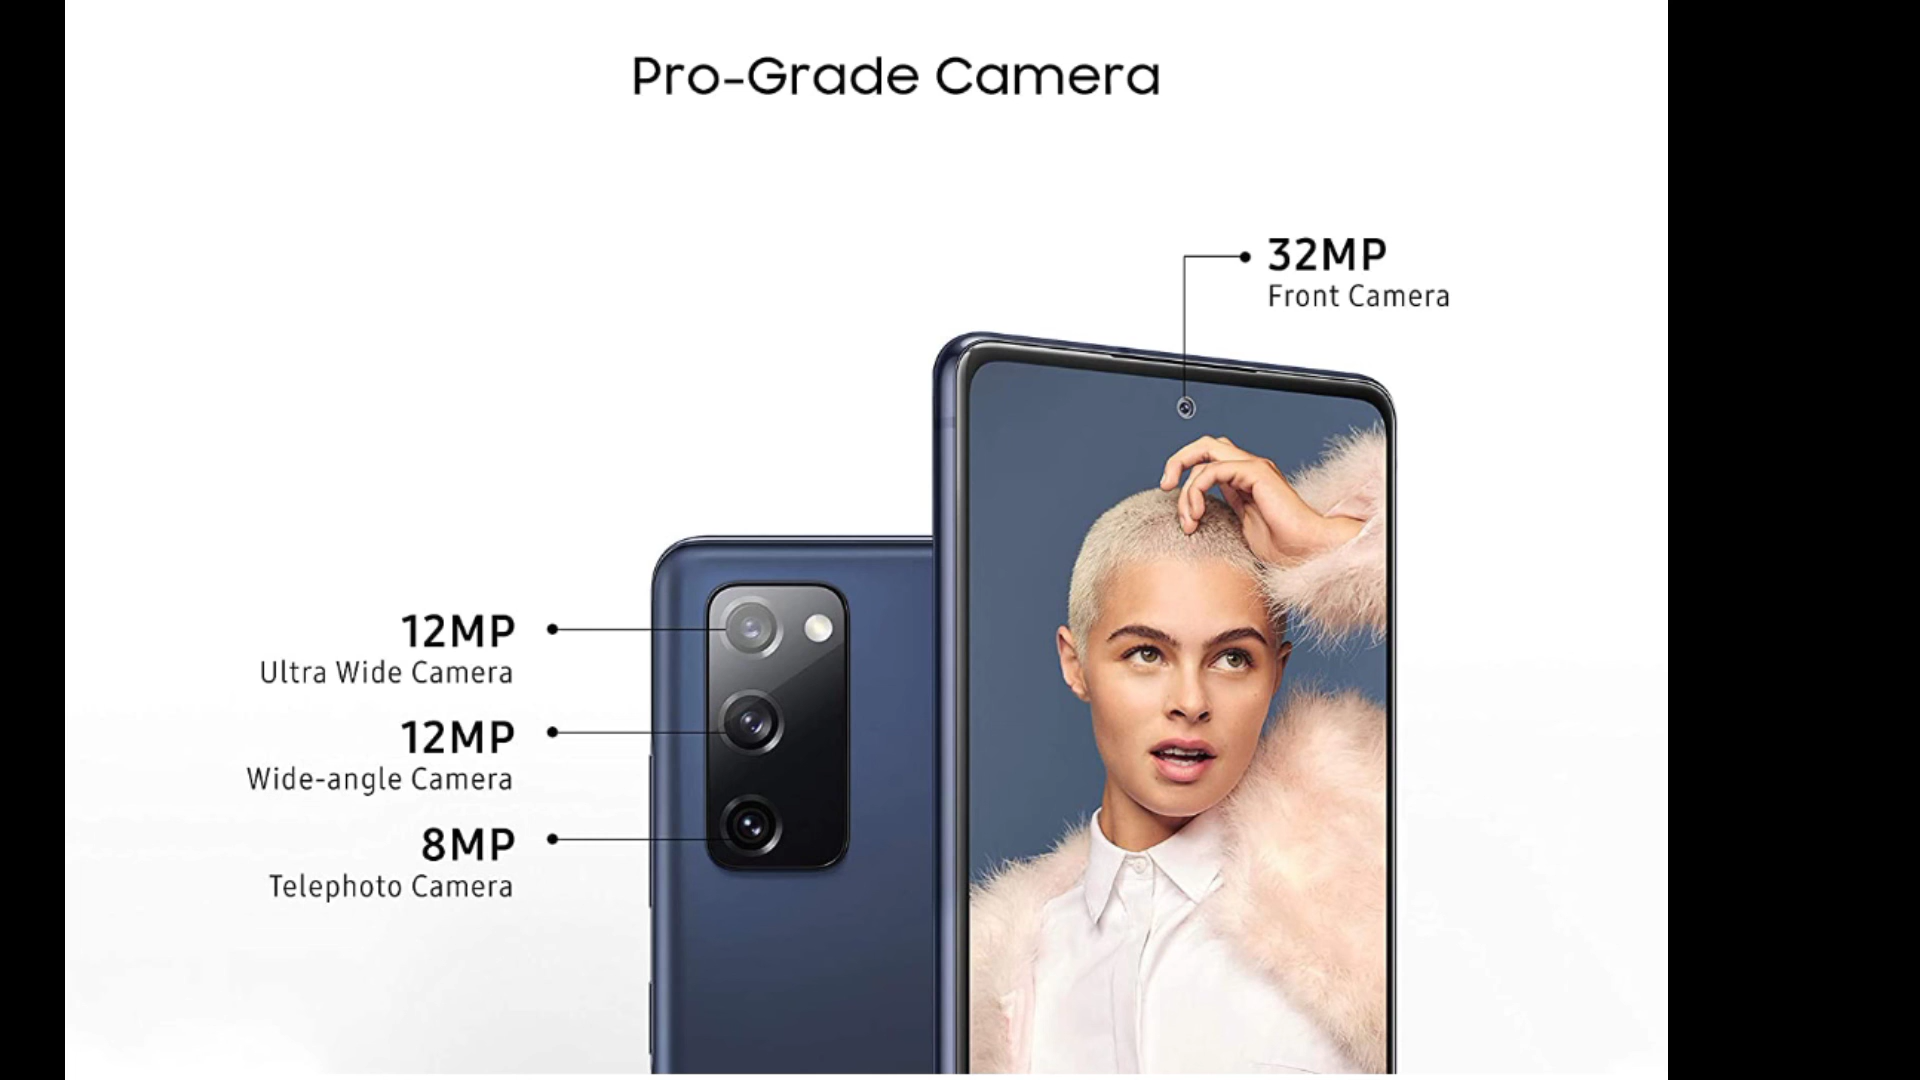 Pro-Grade Camera
32MP
Front Camera
12MP
Ultra Wide Camera
12MP
Wide-angle Camera
8MP
Telephoto Camera